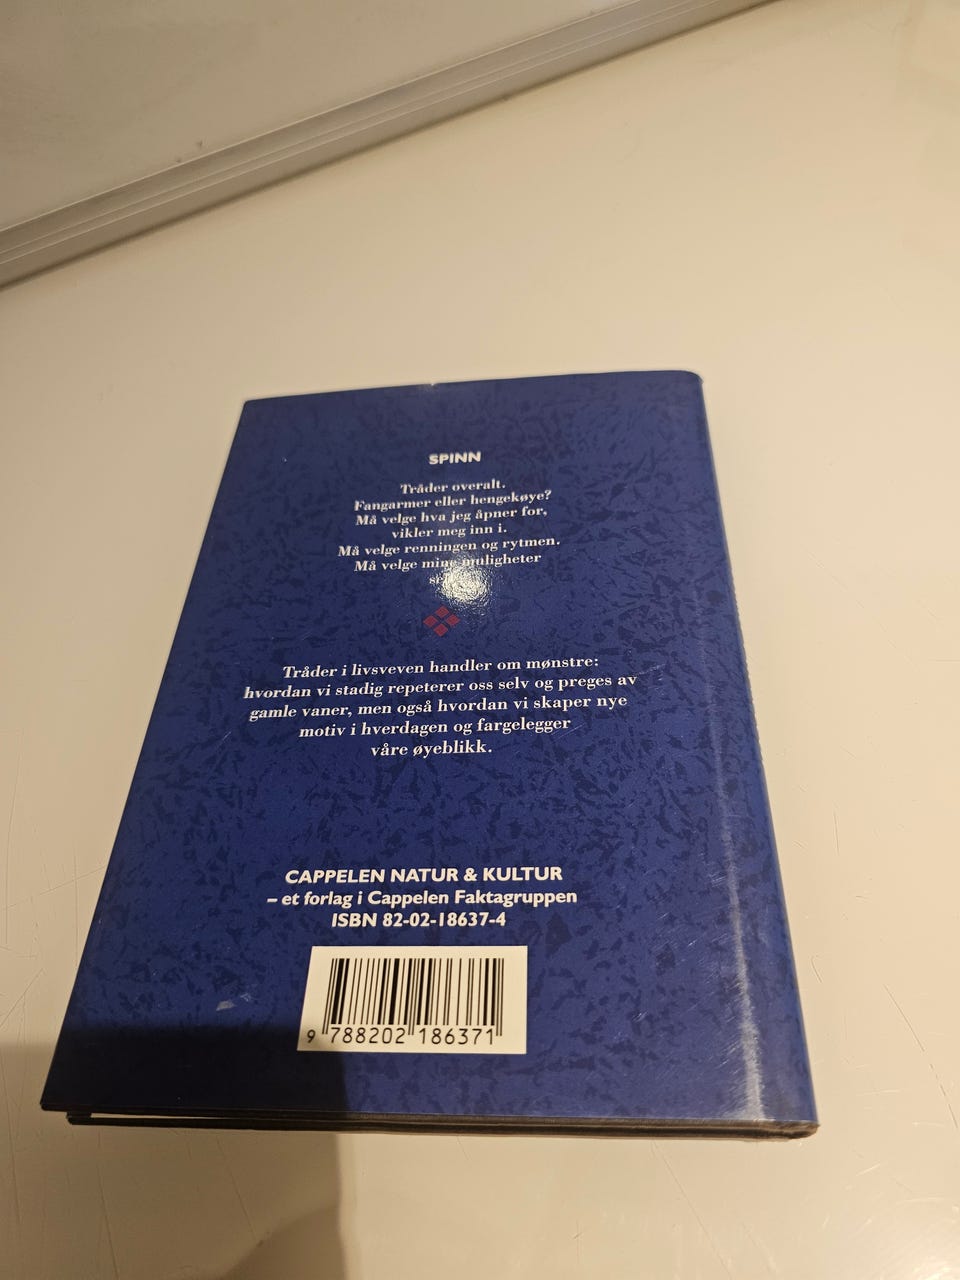 SPINN
Tråder overalt.
Fangarmer eller hengekøye?
Må velge hva jeg åpner for,
vikler meg inn i.
Må velge renningen og rytmen.
Må velge mine muligheter
Tråder i livsveven handler om mønstre:
hvordan vi stadig repeterer oss selv og preges av
gamle vaner, men også hvordan vi skaper nye
motiv i hverdagen og fargelegger
våre øyeblikk.
CAPPELEN NATUR & KULTUR
– et forlag i Cappelen Faktagruppen
ISBN 82-02-18637-4
9 788202 186371